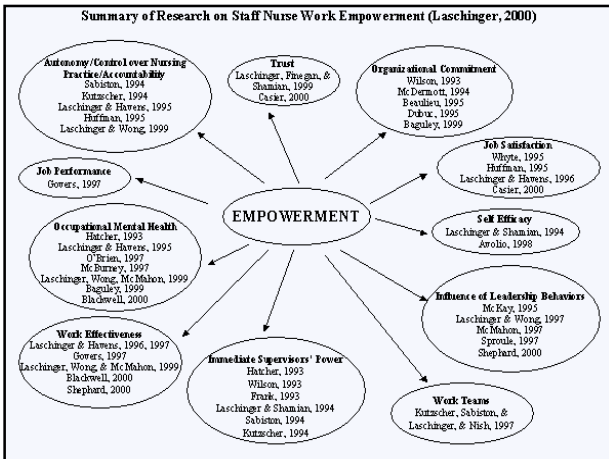 Summary of Research on Staff Nurse Work Empowerment (Laschinger, 2000)
Autonomy/Control over Nursing
Practice/Accountability
Sabiston, 1994
Kutzscher, 1994
Laschinger & Havens, 1995
Huffman, 1995
Laschinger & Wong, 1999
Trust
Laschinger, Finegan, &
Shamian, 1999
Casier, 2000
Organizational Commitment
Wilson, 1993
McDermott, 1994
Beaulieu, 1995
Dubuc, 1995
Baguley, 1999
Job Satisfaction
Whyte, 1995
Huffman, 1995
Laschinger & Havens, 1996
Casier, 2000
Job Performance
Govers, 1997
EMPOWERMENT
Self Efficacy
Laschinger & Shamian, 1994
Avolio, 1998
Occupational Mental Health
Hatcher, 1993
Laschinger & Havens, 1995
O'Brien, 1997
McBurney, 1997
Laschinger, Wong, McMahon, 1999
Baguley, 1999
Blackwell, 2000
Influence of Leadership Behaviors
McKay, 1995
Laschinger & Wong, 1997
McMahon, 1997
Sproule, 1997
Shephard, 2000
Work Effectiveness
Laschinger & Havens, 1996, 1997
Govers, 1997
Laschinger, Wong, & McMahon, 1999
Blackwell, 2000
Shephard, 2000
Immediate Supervisors' Power
Hatcher, 1993
Wilson, 1993
Frank, 1993
Laschinger & Shamian, 1994
Sabiston, 1994
Kutzscher, 1994
Work Teams
Kutzscher, Sabiston, &
Laschinger, & Nish, 1997